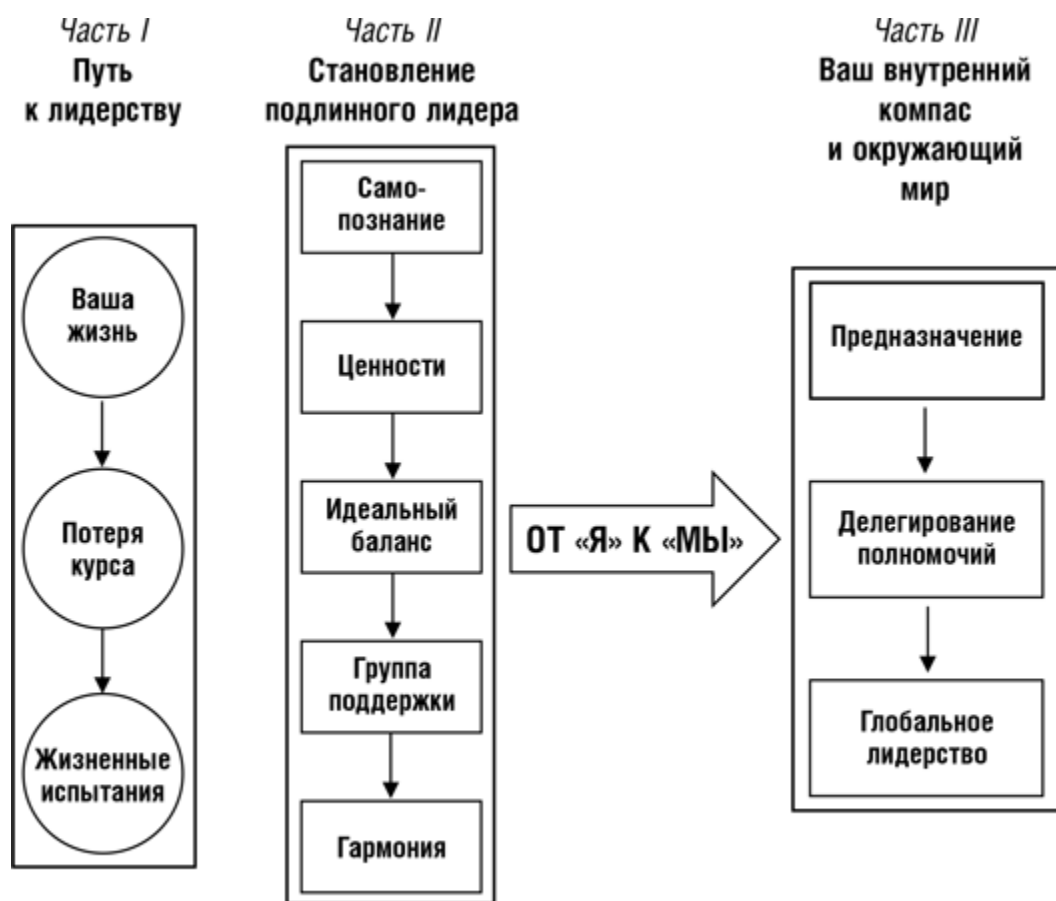 Часть I
Путь
к лидерству
Ваша
жизнь
Потеря
курса
Жизненные
испытания
Часть II
Становление
подлинного лидера
Само-
познание
Ценности
Идеальный
баланс
Группа
поддержки
Гармония
ОТ «Я» К «МЫ»
Часть III
Ваш внутренний
компас
и окружающий
мир
Предназначение
Делегирование
полномочий
Глобальное
лидерство